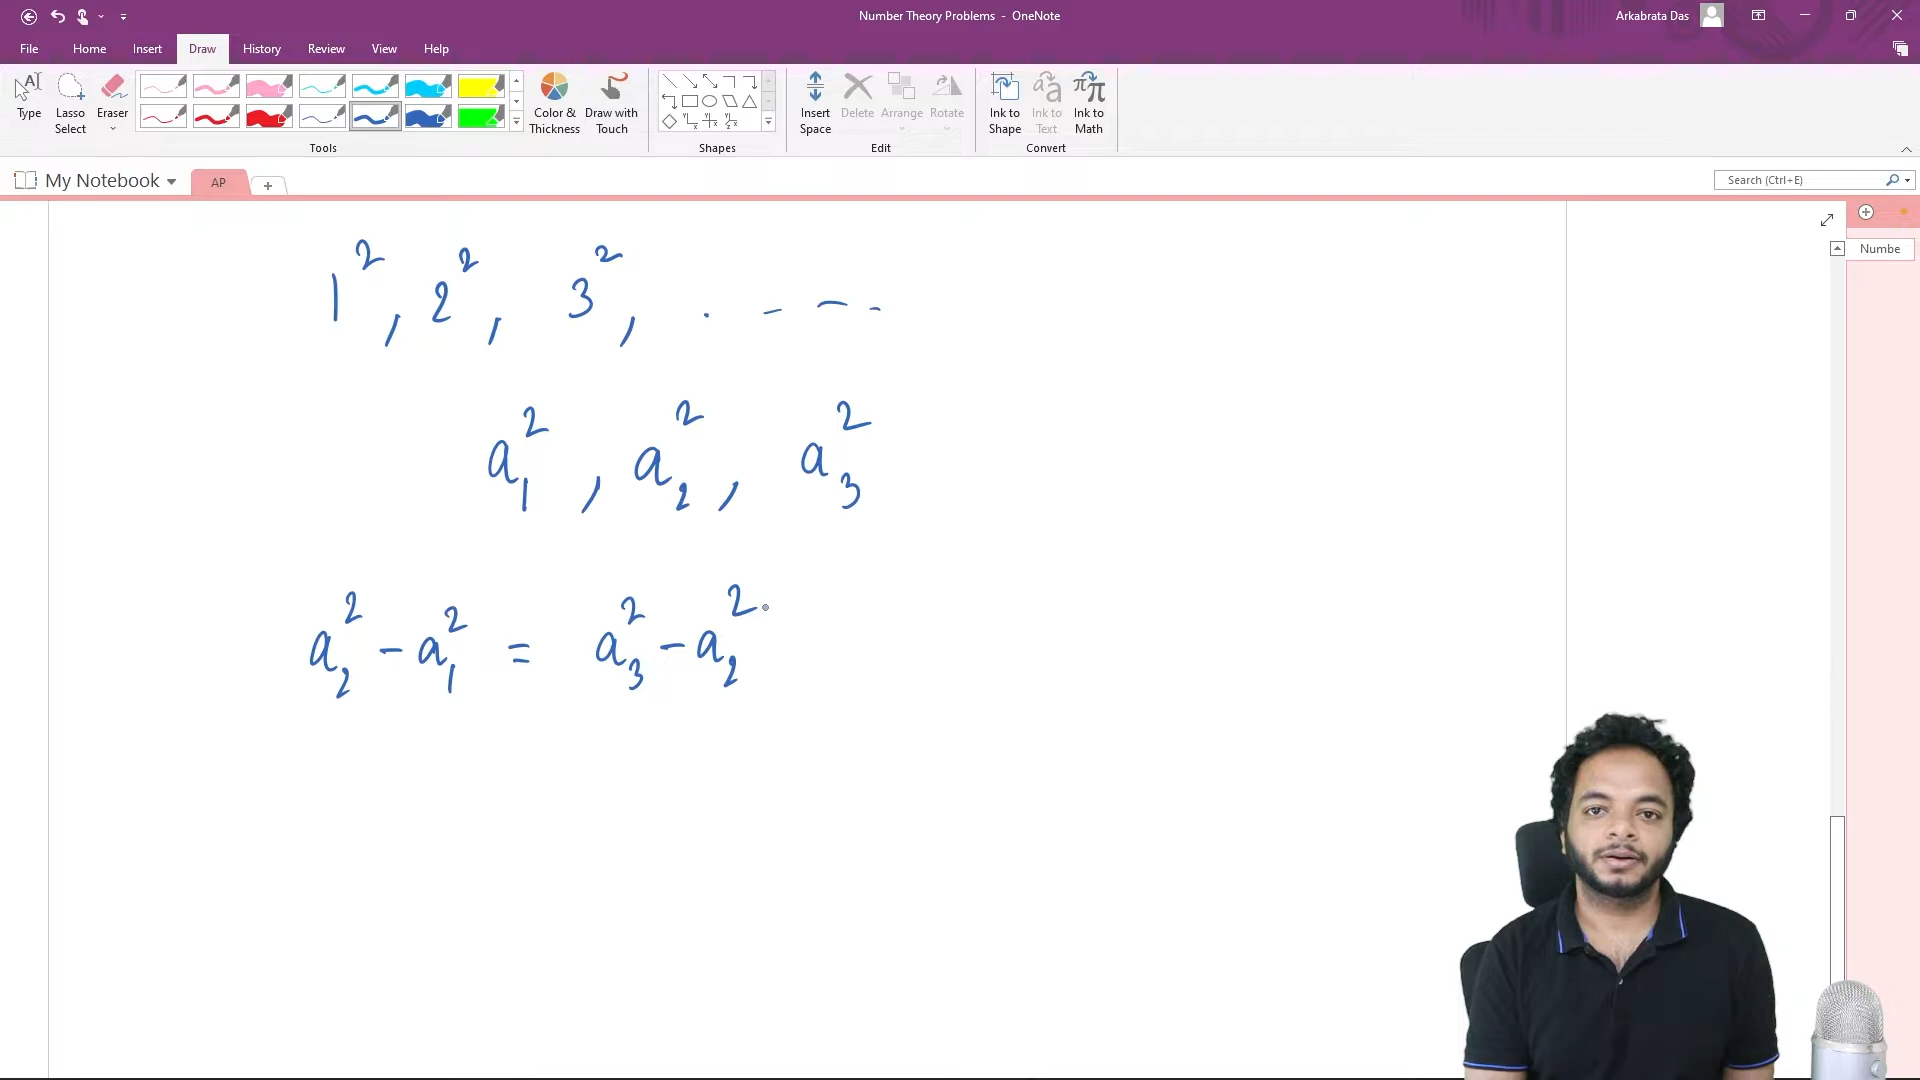 Number Theory Problems - OneNote
Arkabrata Das
File Home Insert Draw History Review View Help
Type
Lasso Select
Eraser
Color & Thickness
Draw with Touch
Insert Space
Delete
Arrange
Rotate
Ink to Shape
Ink to Text
Ink to Math
Tools
Shapes
Edit
Convert
My Notebook
AP
Search (Ctrl+E)
Numbe
1², 2², 3², . - - -
a₁², a₂², a₃²
a₂² - a₁² = a₃² - a₂²